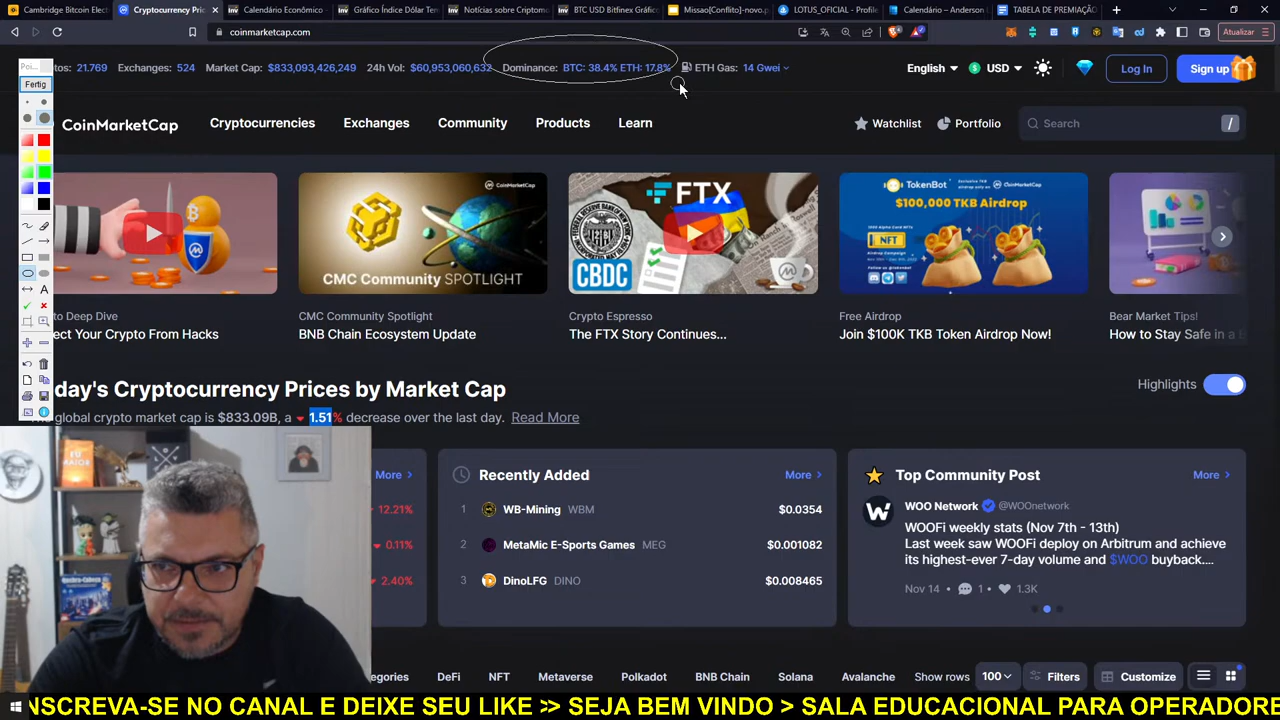 Cambridge Bitcoin Elect
Cryptocurrency Pric
Calendário Econômico
Gráfico Índice Dólar
Notícias sobre Criptom
BTC USD Bitfinex Gráfic
Missao[Conflito]-novo.p
LOTUS_OFICIAL - Profile
Calendário – Anderson
TABELA DE PREMIAÇÃO
coinmarketcap.com
Atualizar
21.769 Exchanges: 524 Market Cap: $833,093,426,249 24h Vol: Dominance: BTC: 38.4% ETH: 17.8% ETH Gas: 14 Gwei
English USD Log In Sign up
Fertig
CoinMarketCap Cryptocurrencies Exchanges Community Products Learn Watchlist Portfolio Search /
CoinMarketCap
CMC Community SPOTLIGHT
FTX
CBDC
TokenBot
$100,000 TKB Airdrop
NFT
to Deep Dive
ect Your Crypto From Hacks
CMC Community Spotlight
BNB Chain Ecosystem Update
Crypto Espresso
The FTX Story Continues...
Free Airdrop
Join $100K TKB Token Airdrop Now!
Bear Market Tips!
How to Stay Safe in a
day's Cryptocurrency Prices by Market Cap
Highlights
global crypto market cap is $833.09B, a 1.51% decrease over the last day. Read More
More
12.21%
0.11%
2.40%
Recently Added More
1 WB-Mining WBM $0.0354
2 MetaMic E-Sports Games MEG $0.001082
3 DinoLFG DINO $0.008465
Top Community Post More
WOO Network @WOOnetwork
WOOFi weekly stats (Nov 7th - 13th)
Last week saw WOOFi deploy on Arbitrum and achieve
its highest-ever 7-day volume and $WOO buyback....
Nov 14 1 1.3K
egories DeFi NFT Metaverse Polkadot BNB Chain Solana Avalanche Show rows 100 Filters Customize
NSCREVA-SE NO CANAL E DEIXE SEU LIKE >> SEJA BEM VINDO > SALA EDUCACIONAL PARA OPERADORE